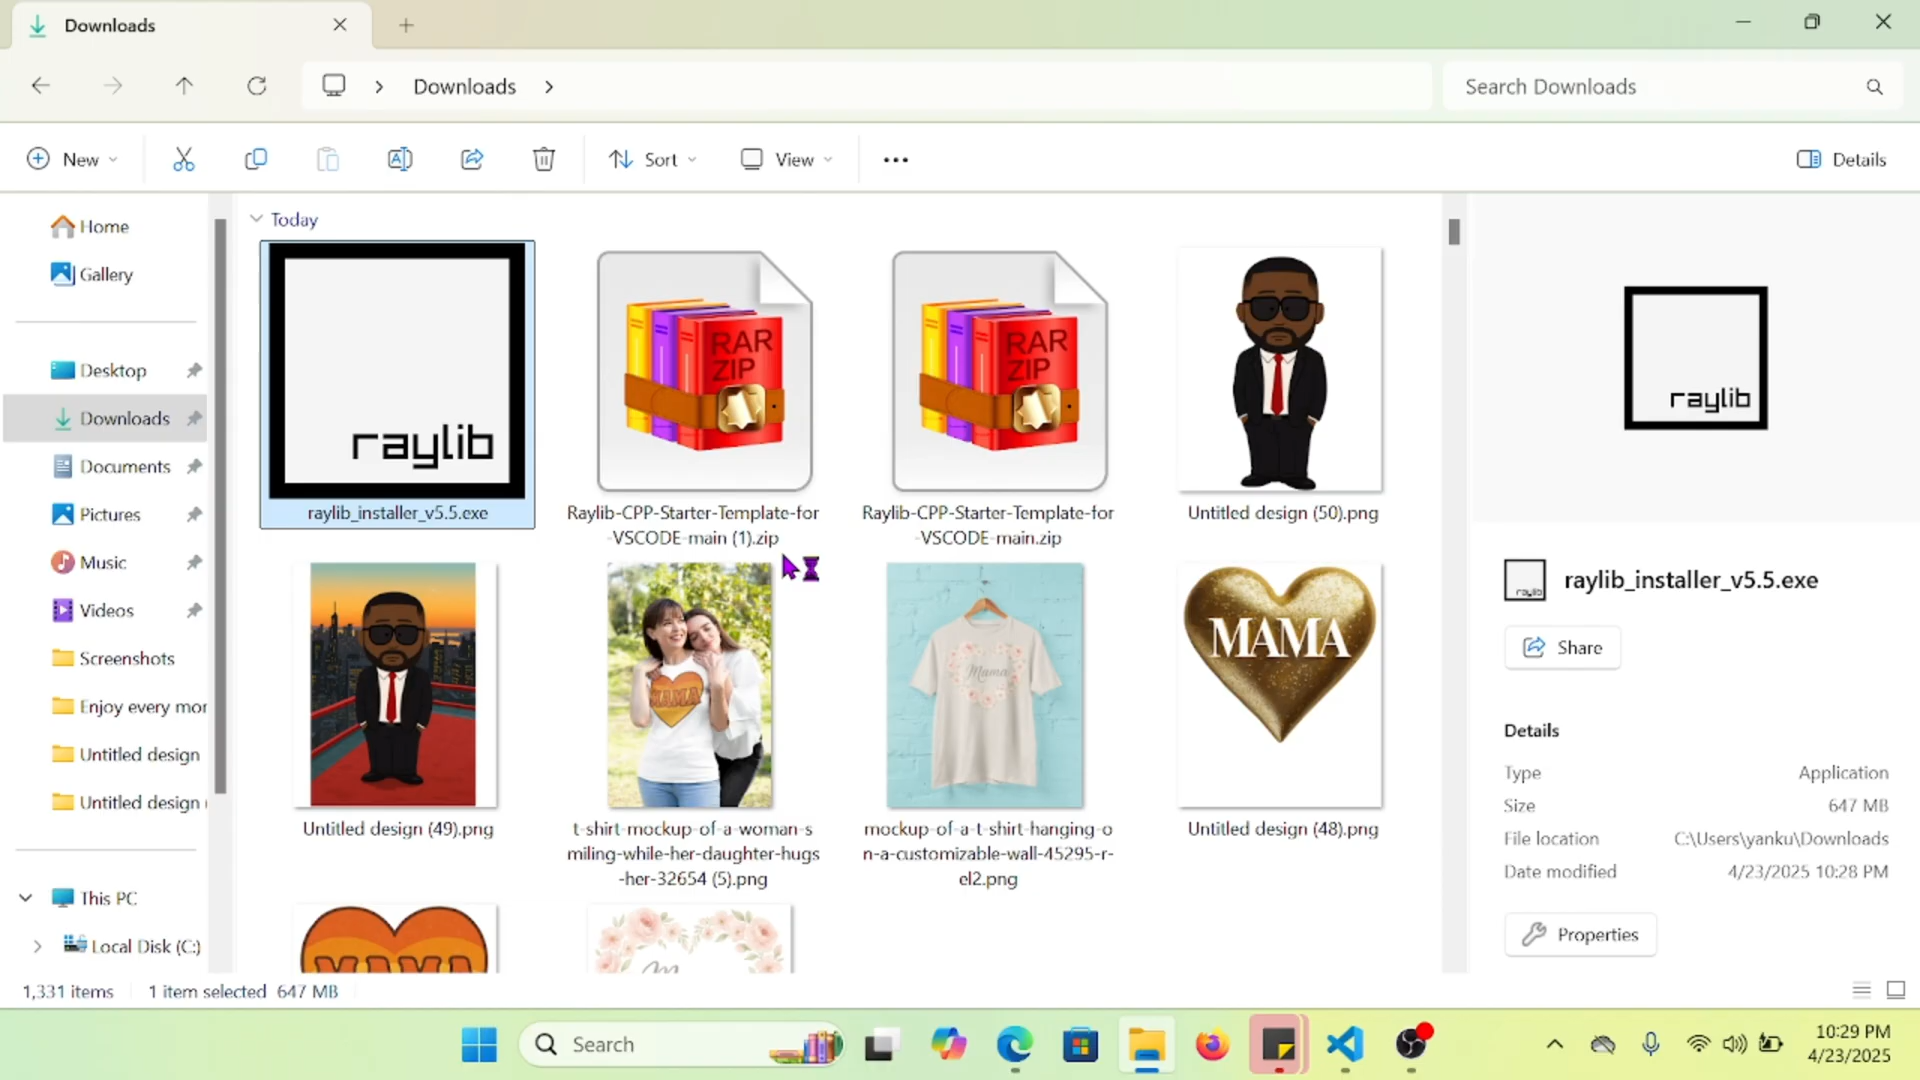 Downloads
Downloads
Search Downloads
New
Sort
View
Details
Home
Gallery
Desktop
Downloads
Documents
Pictures
Music
Videos
Screenshots
Enjoy every mor
Untitled design
Untitled design
This PC
Local Disk (C:)
Today
raylib
raylib_installer_v5.5.exe
RAR
ZIP
Raylib-CPP-Starter-Template-for
-VSCODE-main (1).zip
RAR
ZIP
Raylib-CPP-Starter-Template-for
-VSCODE-main.zip
Untitled design (50).png
Untitled design (49).png
MAMA
t-shirt-mockup-of-a-woman-s
miling-while-her-daughter-hugs
-her-32654 (5).png
Mama
mockup-of-a-t-shirt-hanging-o
n-a-customizable-wall-45295-r-
el2.png
MAMA
Untitled design (48).png
MAMA
raylib
raylib
raylib_installer_v5.5.exe
Share
Details
Type Application
Size 647 MB
File location C:\Users\yanku\Downloads
Date modified 4/23/2025 10:28 PM
Properties
1,331 items 1 item selected 647 MB
Search
10:29 PM
4/23/2025